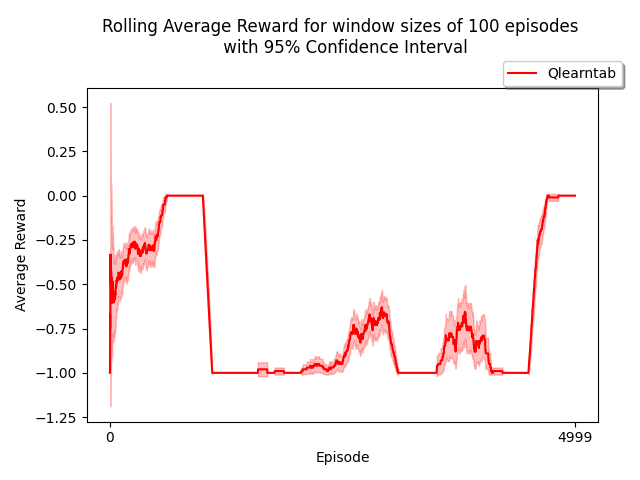 Rolling Average Reward for window sizes of 100 episodes
with 95% Confidence Interval
Qlearntab
0.50
0.25
0.00
−0.25
−0.50
−0.75
−1.00
−1.25
Average Reward
0
4999
Episode